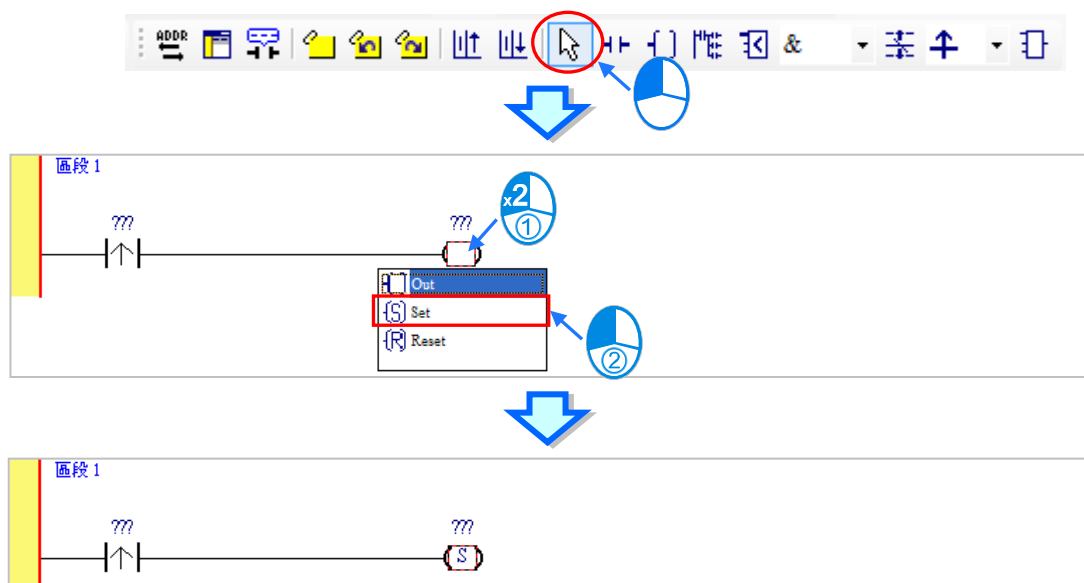 ADDR
&
區段 1
???
???
x2
①
Out
(S) Set
(R) Reset
②
區段 1
???
???
S